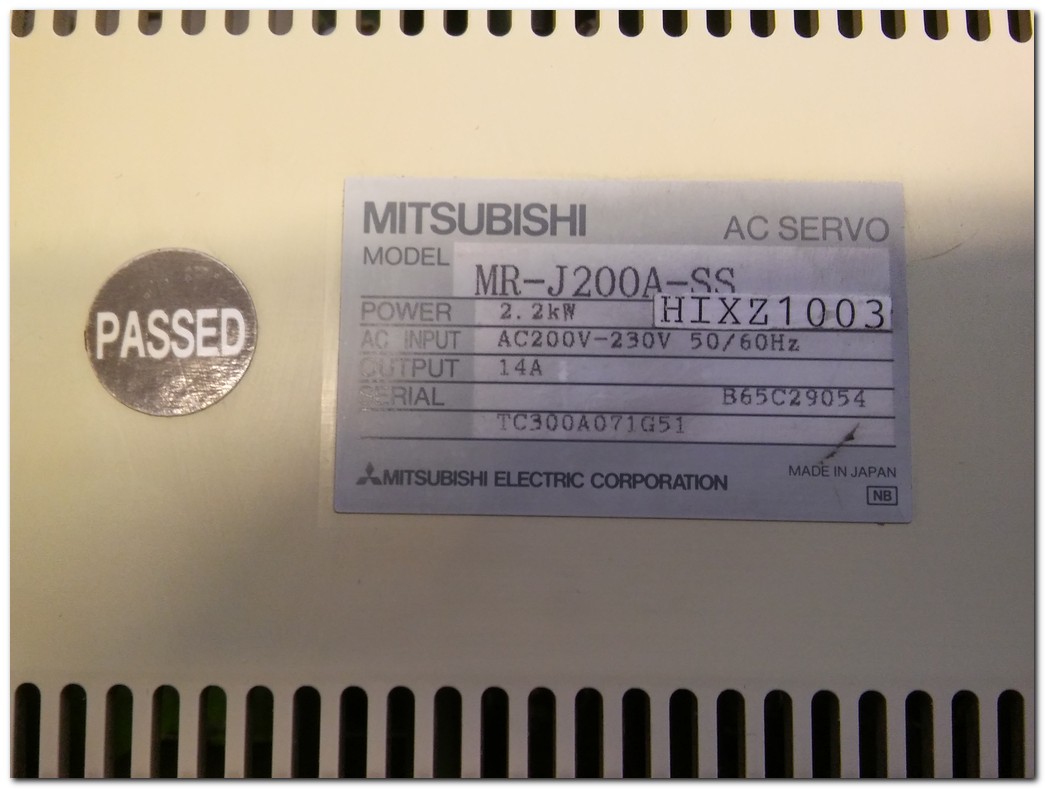 PASSED
MITSUBISHI
AC SERVO
MODEL MR-J200A-SS
POWER 2.2kW HIXZ1003
AC INPUT AC200V-230V 50/60Hz
OUTPUT 14A
SERIAL B65C29054
TC300A071G51
MITSUBISHI ELECTRIC CORPORATION
MADE IN JAPAN
NB